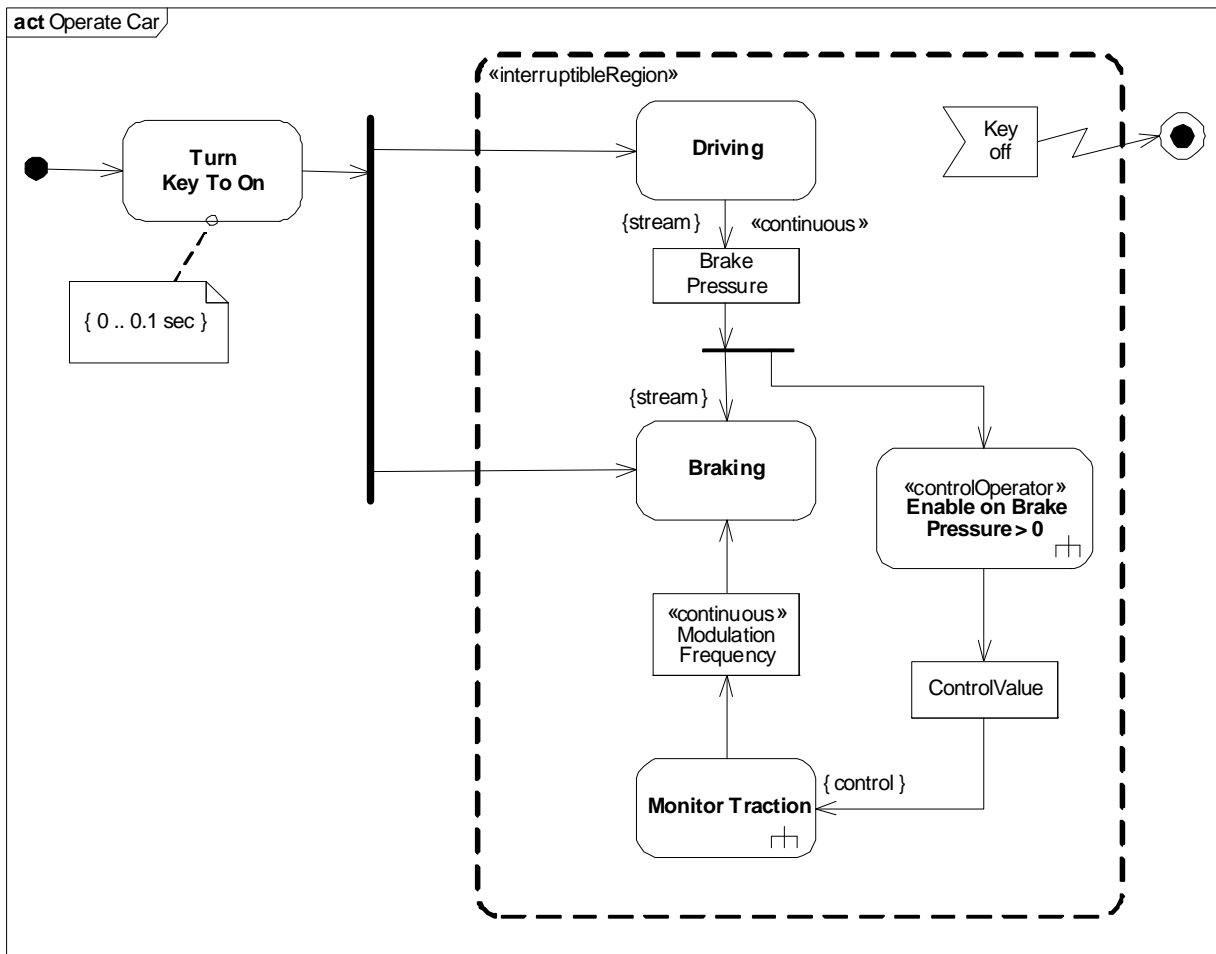 act Operate Car
«interruptibleRegion»
Turn
Key To On
{ 0 .. 0.1 sec }
Driving
Key
off
{stream}
«continuous»
Brake
Pressure
{stream}
Braking
«controlOperator»
Enable on Brake
Pressure > 0
«continuous»
Modulation
Frequency
ControlValue
{ control }
Monitor Traction